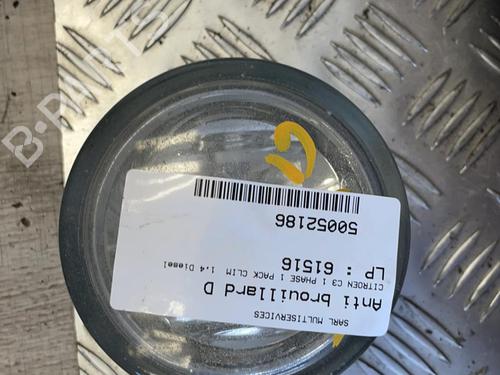 SARL MULTISERVICES
Anti brouillard D
CITROEN C3 1 PHASE 1 PACK CLIM 1.4 Diesel
LP : 61516
50052186
B-PARTS